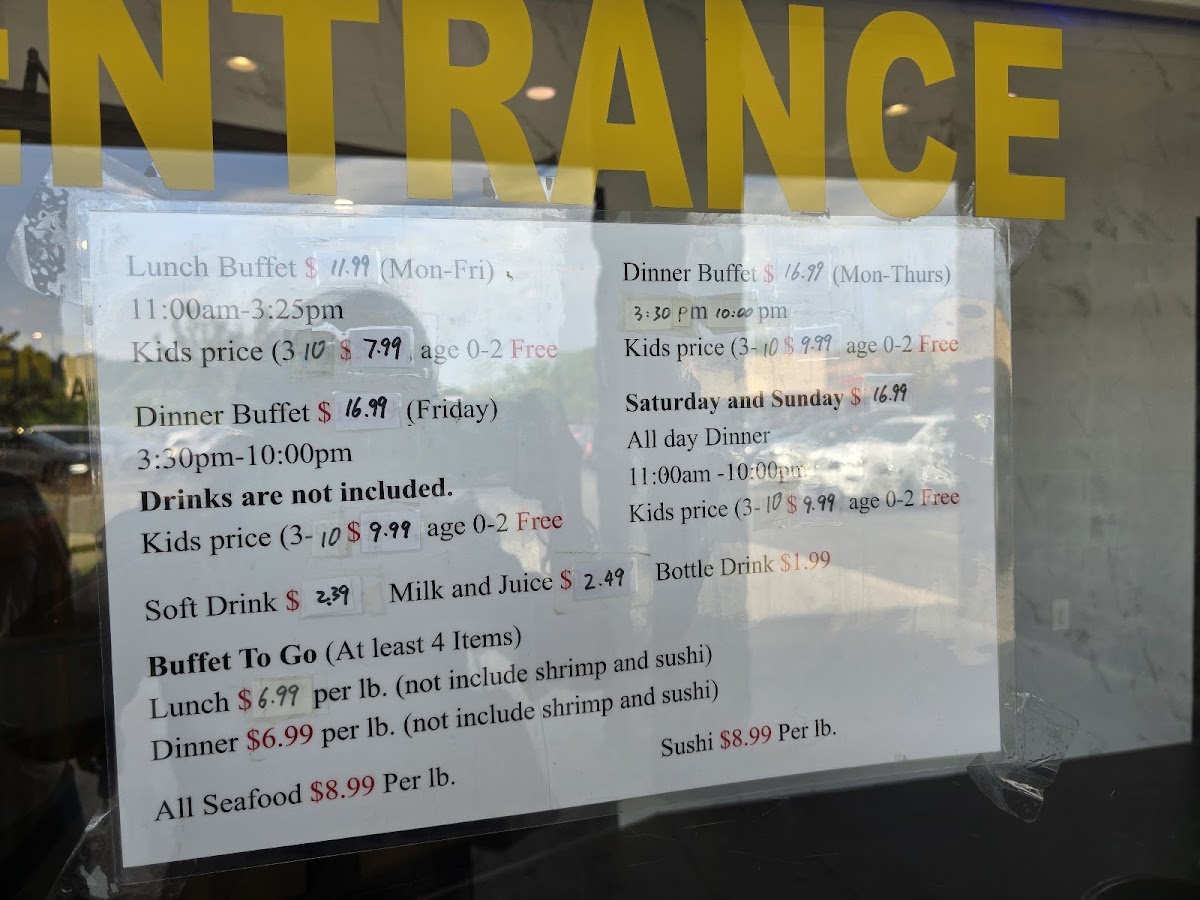 ENTRANCE
Lunch Buffet $ 11.99 (Mon-Fri)
11:00am-3:25pm
Kids price (3 10 $ 7.99 age 0-2 Free
Dinner Buffet $ 16.99 (Friday)
3:30pm-10:00pm
Drinks are not included.
Kids price (3- 10 $ 9.99 age 0-2 Free
Dinner Buffet $ 16.99 (Mon-Thurs)
3:30 pm 10:00 pm
Kids price (3- 10 $ 9.99 age 0-2 Free
Saturday and Sunday $ 16.99
All day Dinner
11:00am -10:00pm
Kids price (3- 10 $ 9.99 age 0-2 Free
Soft Drink $ 2.39 Milk and Juice $ 2.49 Bottle Drink $1.99
Buffet To Go (At least 4 Items)
Lunch $ 6.99 per lb. (not include shrimp and sushi)
Dinner $6.99 per lb. (not include shrimp and sushi)
All Seafood $8.99 Per lb.
Sushi $8.99 Per lb.